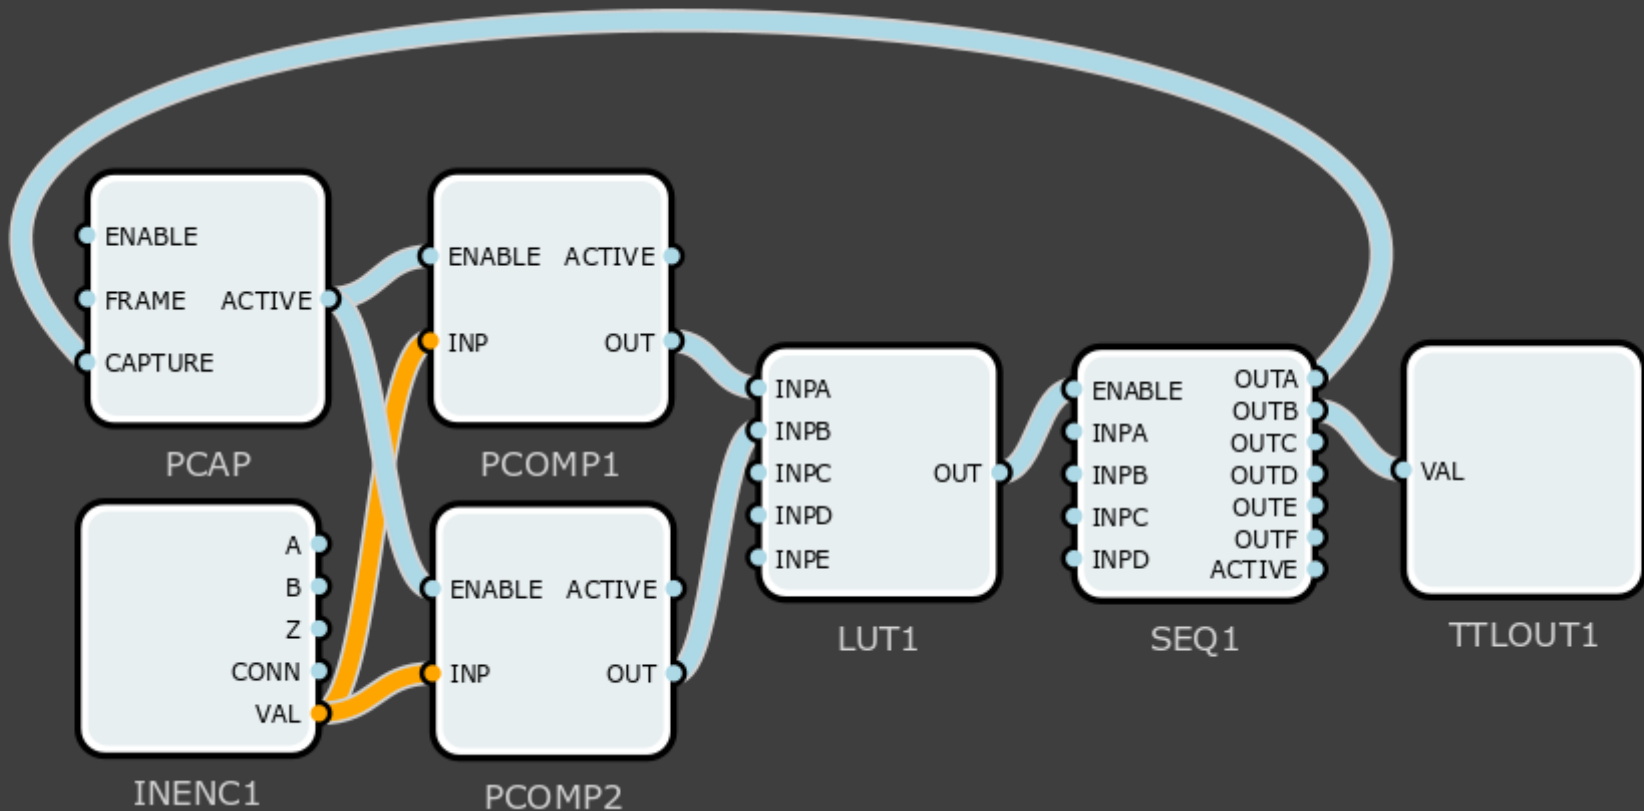 ENABLE
FRAME
CAPTURE
ACTIVE
PCAP
ENABLE
INP
ACTIVE
OUT
PCOMP1
A
B
Z
CONN
VAL
INENC1
ENABLE
INP
ACTIVE
OUT
PCOMP2
INPA
INPB
INPC
INPD
INPE
OUT
LUT1
ENABLE
INPA
INPB
INPC
INPD
OUTA
OUTB
OUTC
OUTD
OUTE
OUTF
ACTIVE
SEQ1
VAL
TTLOUT1